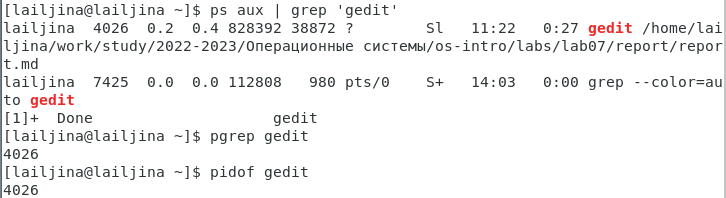 [lailjina@lailjina ~]$ ps aux | grep 'gedit'
lailjina  4026  0.2  0.4 828392 38872 ?        Sl   11:22   0:27 gedit /home/lai
ljina/work/study/2022-2023/Операционные системы/os-intro/labs/lab07/report/repor
t.md
lailjina  7425  0.0  0.0 112808   980 pts/0    S+   14:03   0:00 grep --color=au
to gedit
[1]+  Done                    gedit
[lailjina@lailjina ~]$ pgrep gedit
4026
[lailjina@lailjina ~]$ pidof gedit
4026